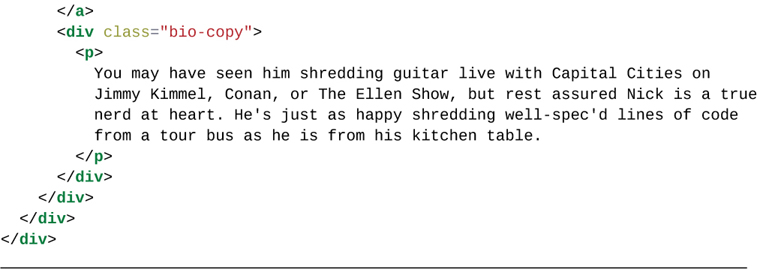 </a>
<div class="bio-copy">
<p>
You may have seen him shredding guitar live with Capital Cities on
Jimmy Kimmel, Conan, or The Ellen Show, but rest assured Nick is a true
nerd at heart. He's just as happy shredding well-spec'd lines of code
from a tour bus as he is from his kitchen table.
</p>
</div>
</div>
</div>
</div>